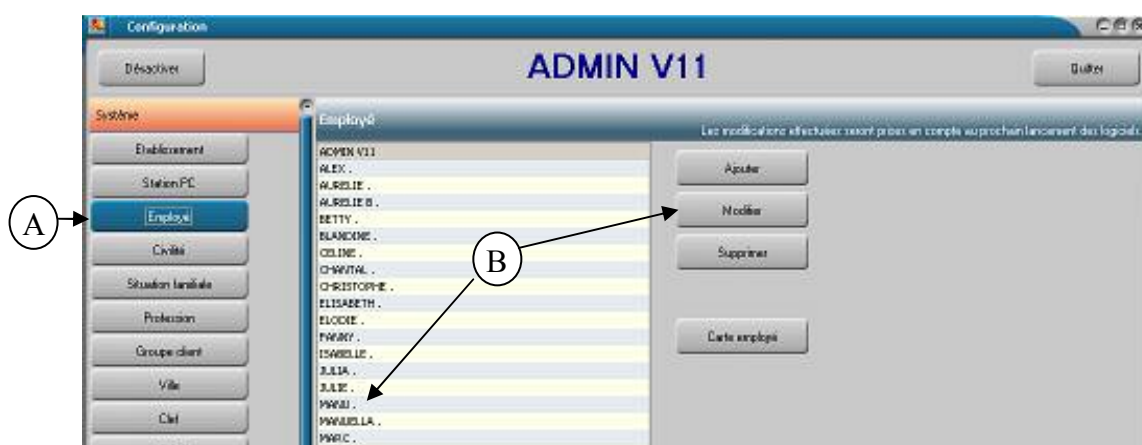 Configuration
Désactiver
ADMIN V11
Quitter
Système
Employé
Les modifications effectuées seront prises en compte au prochain lancement des logiciels
Etablissement
Station PC
Employé
Civilité
Situation familiale
Profession
Groupe client
Ville
Clef
ADMIN V11
ALEX .
AURELIE .
AURELIE B .
BETTY .
BLANDINE .
CELINE .
CHANTAL .
CHRISTOPHE .
ELISABETH .
ELODIE .
FANNY .
ISABELLE .
JULIA .
JULIE .
MANU .
MANUELLA .
MARC .
Ajouter
Modifier
Supprimer
Carte employé
A
B